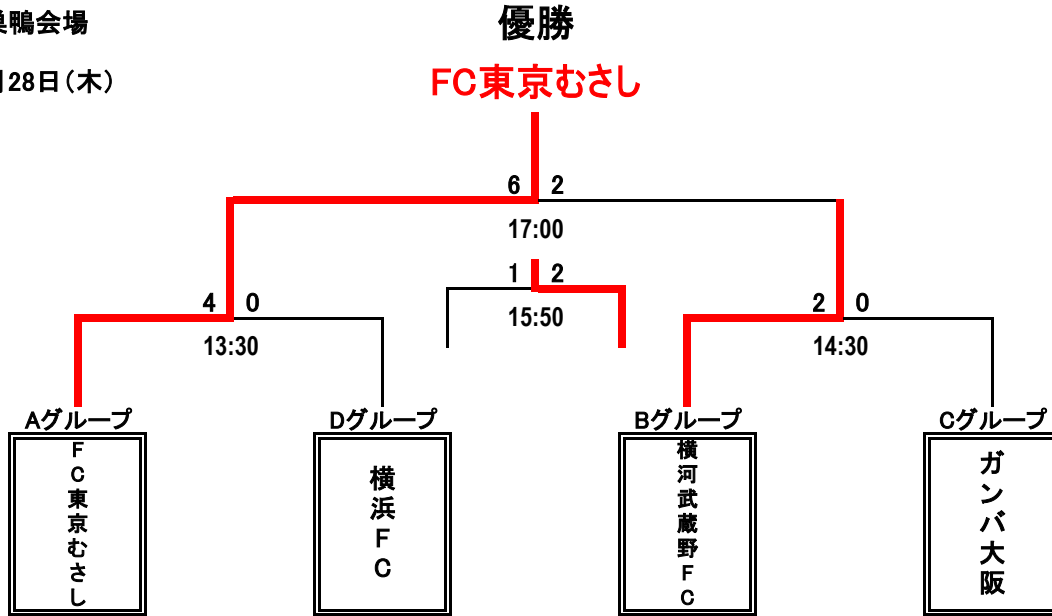 巣鴨会場
優勝
月28日（木）
FC東京むさし
6 2
17:00
1 2
15:50
4 0
13:30
2 0
14:30
Aグループ
Dグループ
Bグループ
Cグループ
FC東京むさし
横浜FC
横河武蔵野FC
ガンバ大阪